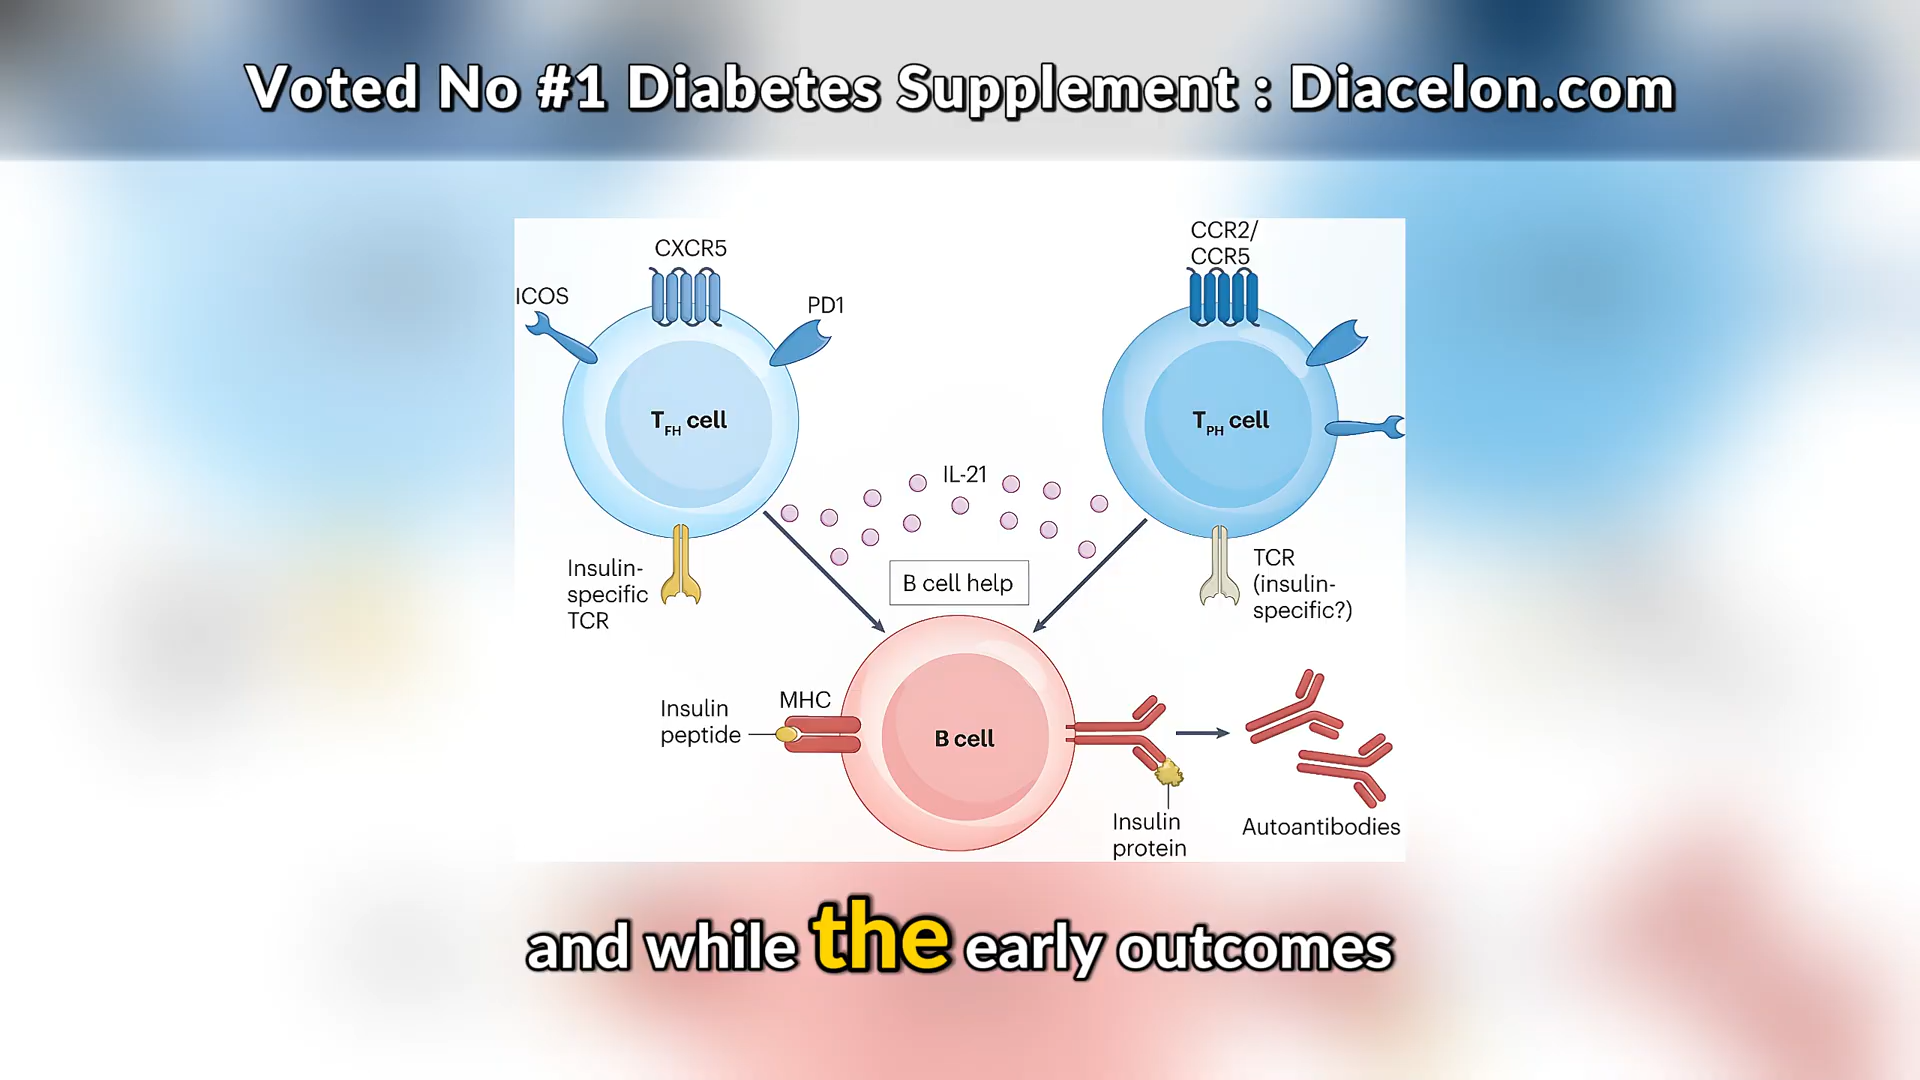 Voted No #1 Diabetes Supplement : Diacelon.com
CXCR5
ICOS
PD1
CCR2/
CCR5
TFH cell
TPH cell
IL-21
B cell help
Insulin-
specific
TCR
TCR
(insulin-
specific?)
Insulin
peptide
MHC
B cell
Insulin
protein
Autoantibodies
and while the early outcomes